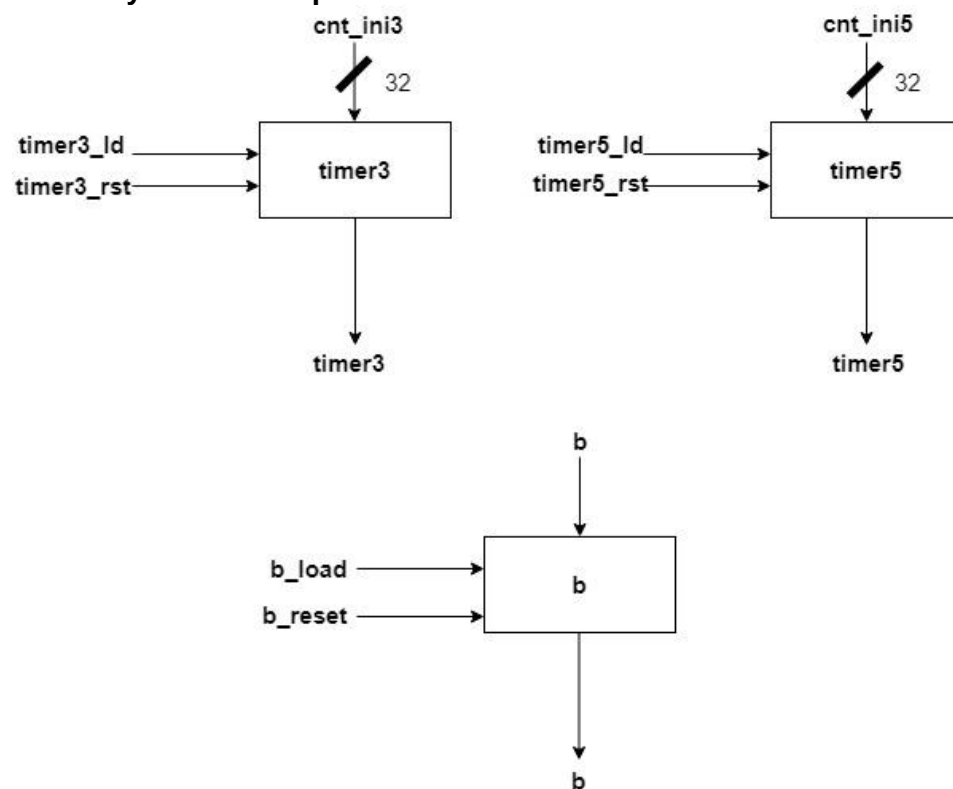 cnt_ini3
cnt_ini5
32
32
timer3_ld
timer3
timer5_ld
timer5
timer3_rst
timer5_rst
timer3
timer5
b
b_load
b
b_reset
b